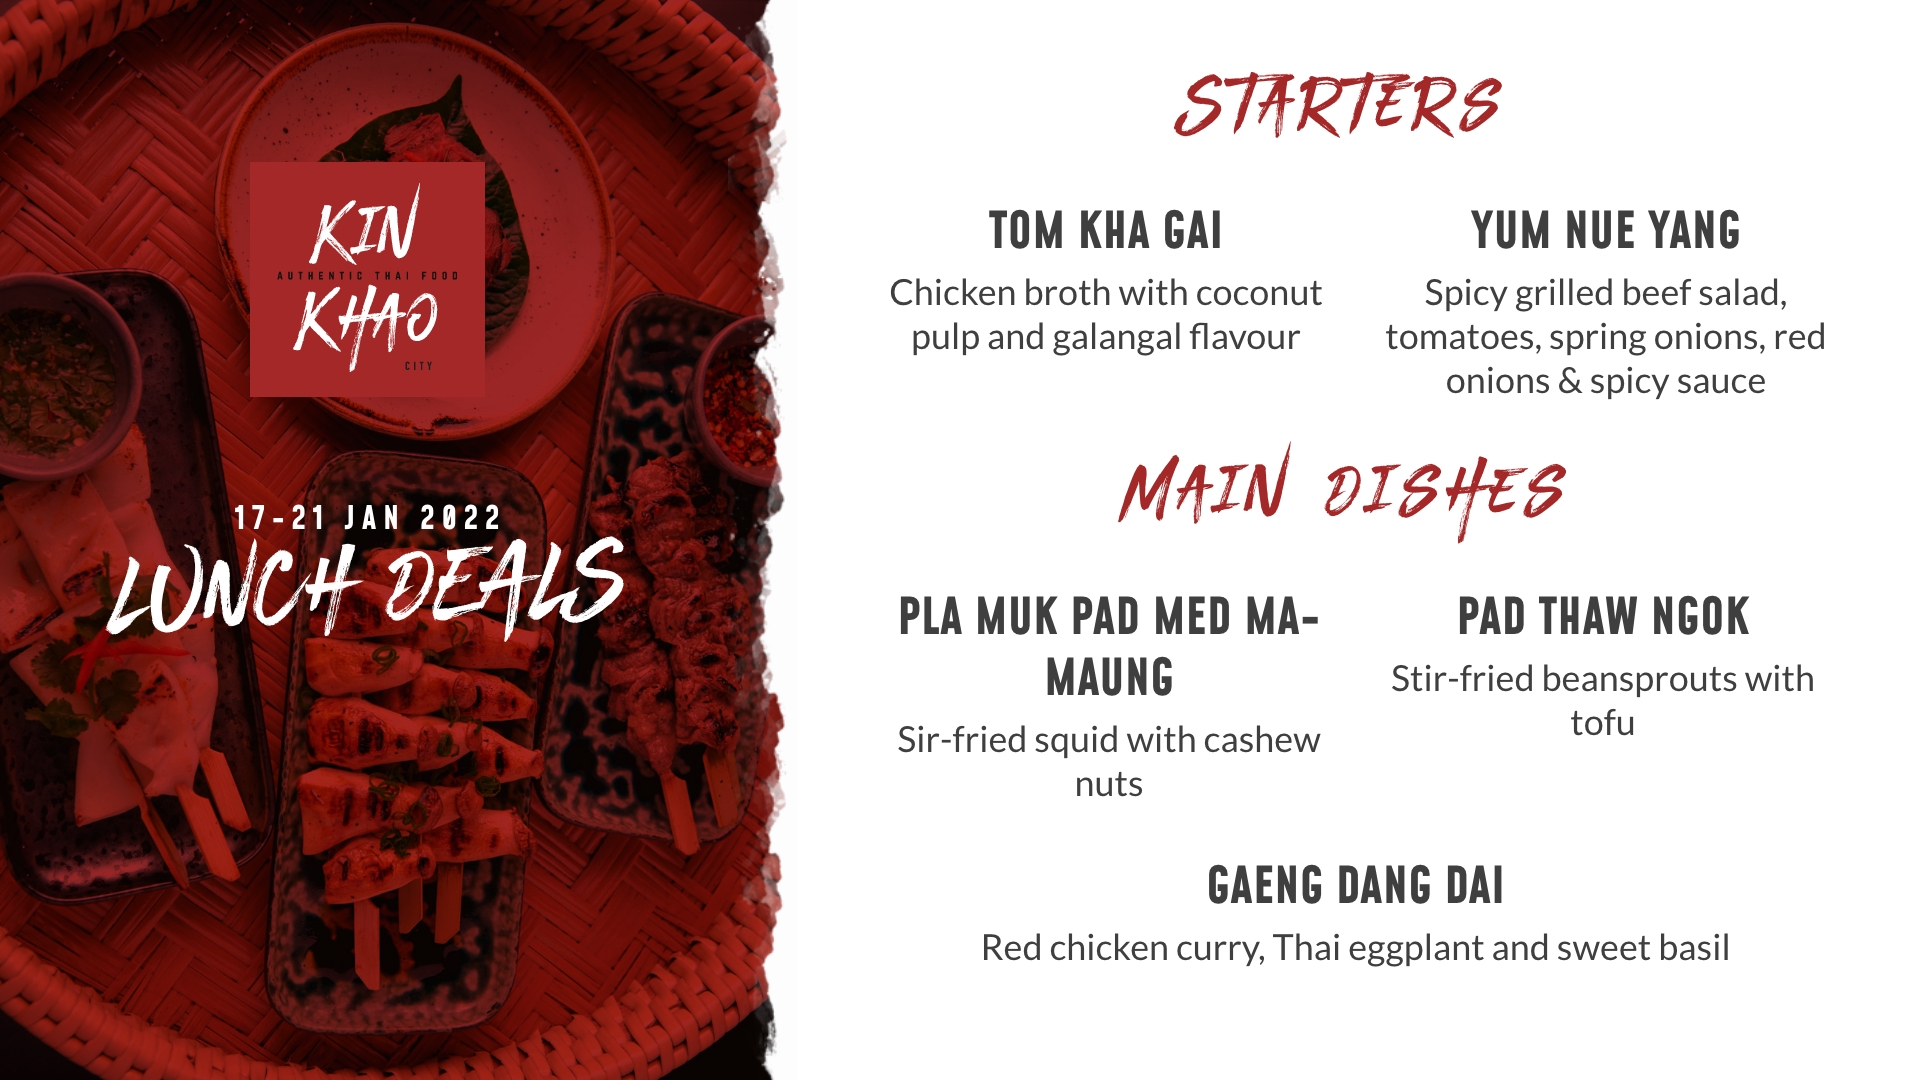 KIN
AUTHENTIC THAI FOOD
KHAO
CITY
17-21 JAN 2022
LUNCH DEALS
STARTERS
TOM KHA GAI
Chicken broth with coconut
pulp and galangal flavour
YUM NUE YANG
Spicy grilled beef salad,
tomatoes, spring onions, red
onions & spicy sauce
MAIN DISHES
PLA MUK PAD MED MA-
MAUNG
Sir-fried squid with cashew
nuts
PAD THAW NGOK
Stir-fried beansprouts with
tofu
GAENG DANG DAI
Red chicken curry, Thai eggplant and sweet basil